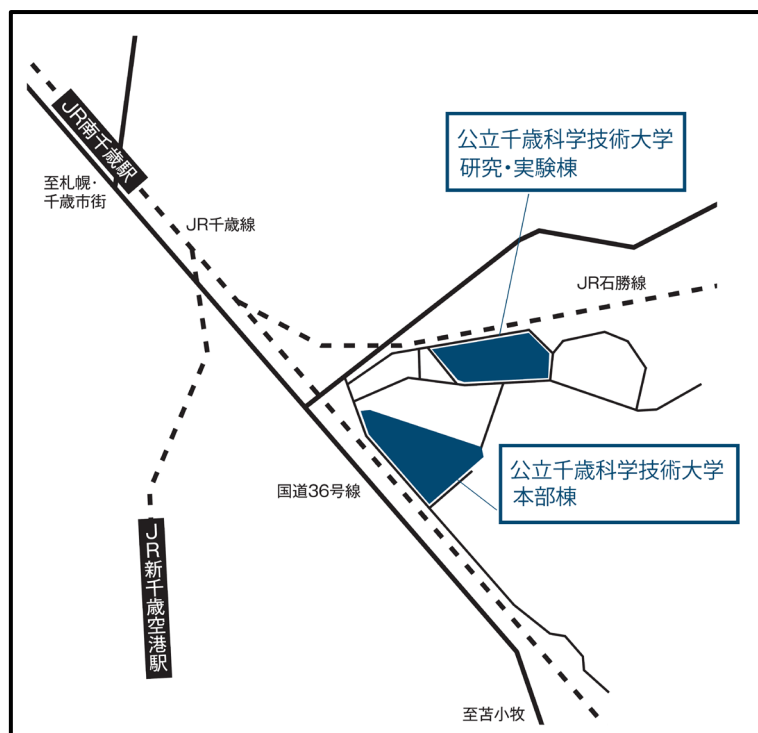 JR南千歳駅
至札幌・
千歳市街
JR千歳線
公立千歳科学技術大学
研究・実験棟
JR石勝線
国道36号線
公立千歳科学技術大学
本部棟
JR新千歳空港駅
至苫小牧